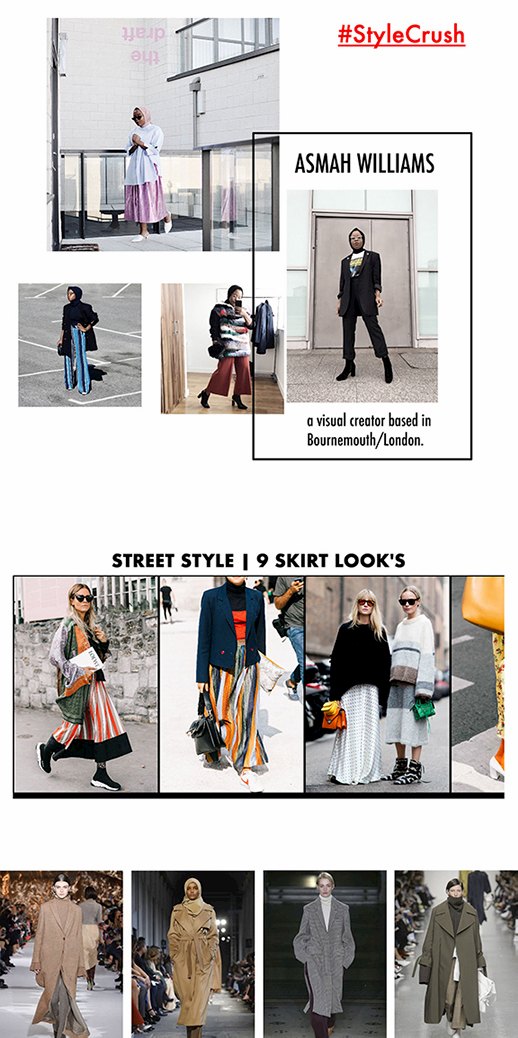 #StyleCrush
the
draft
ASMAH WILLIAMS
a visual creator based in
Bournemouth/London.
STREET STYLE | 9 SKIRT LOOK'S